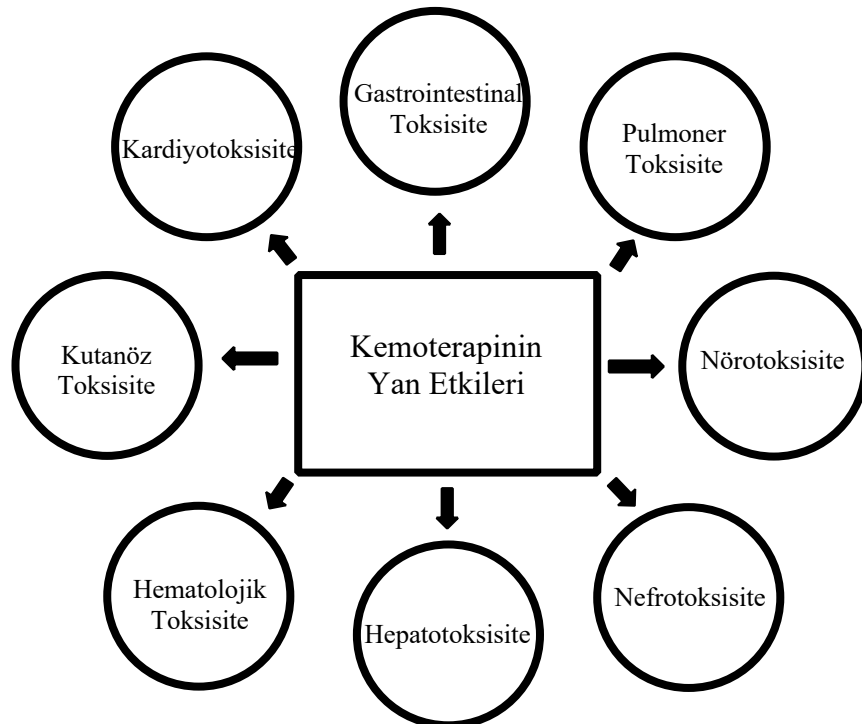 Gastrointestinal
Toksisite
Kardiyotoksisite
Pulmoner
Toksisite
Kutanöz
Toksisite
Kemoterapinin
Yan Etkileri
Nörotoksisite
Hematolojik
Toksisite
Hepatotoksisite
Nefrotoksisite